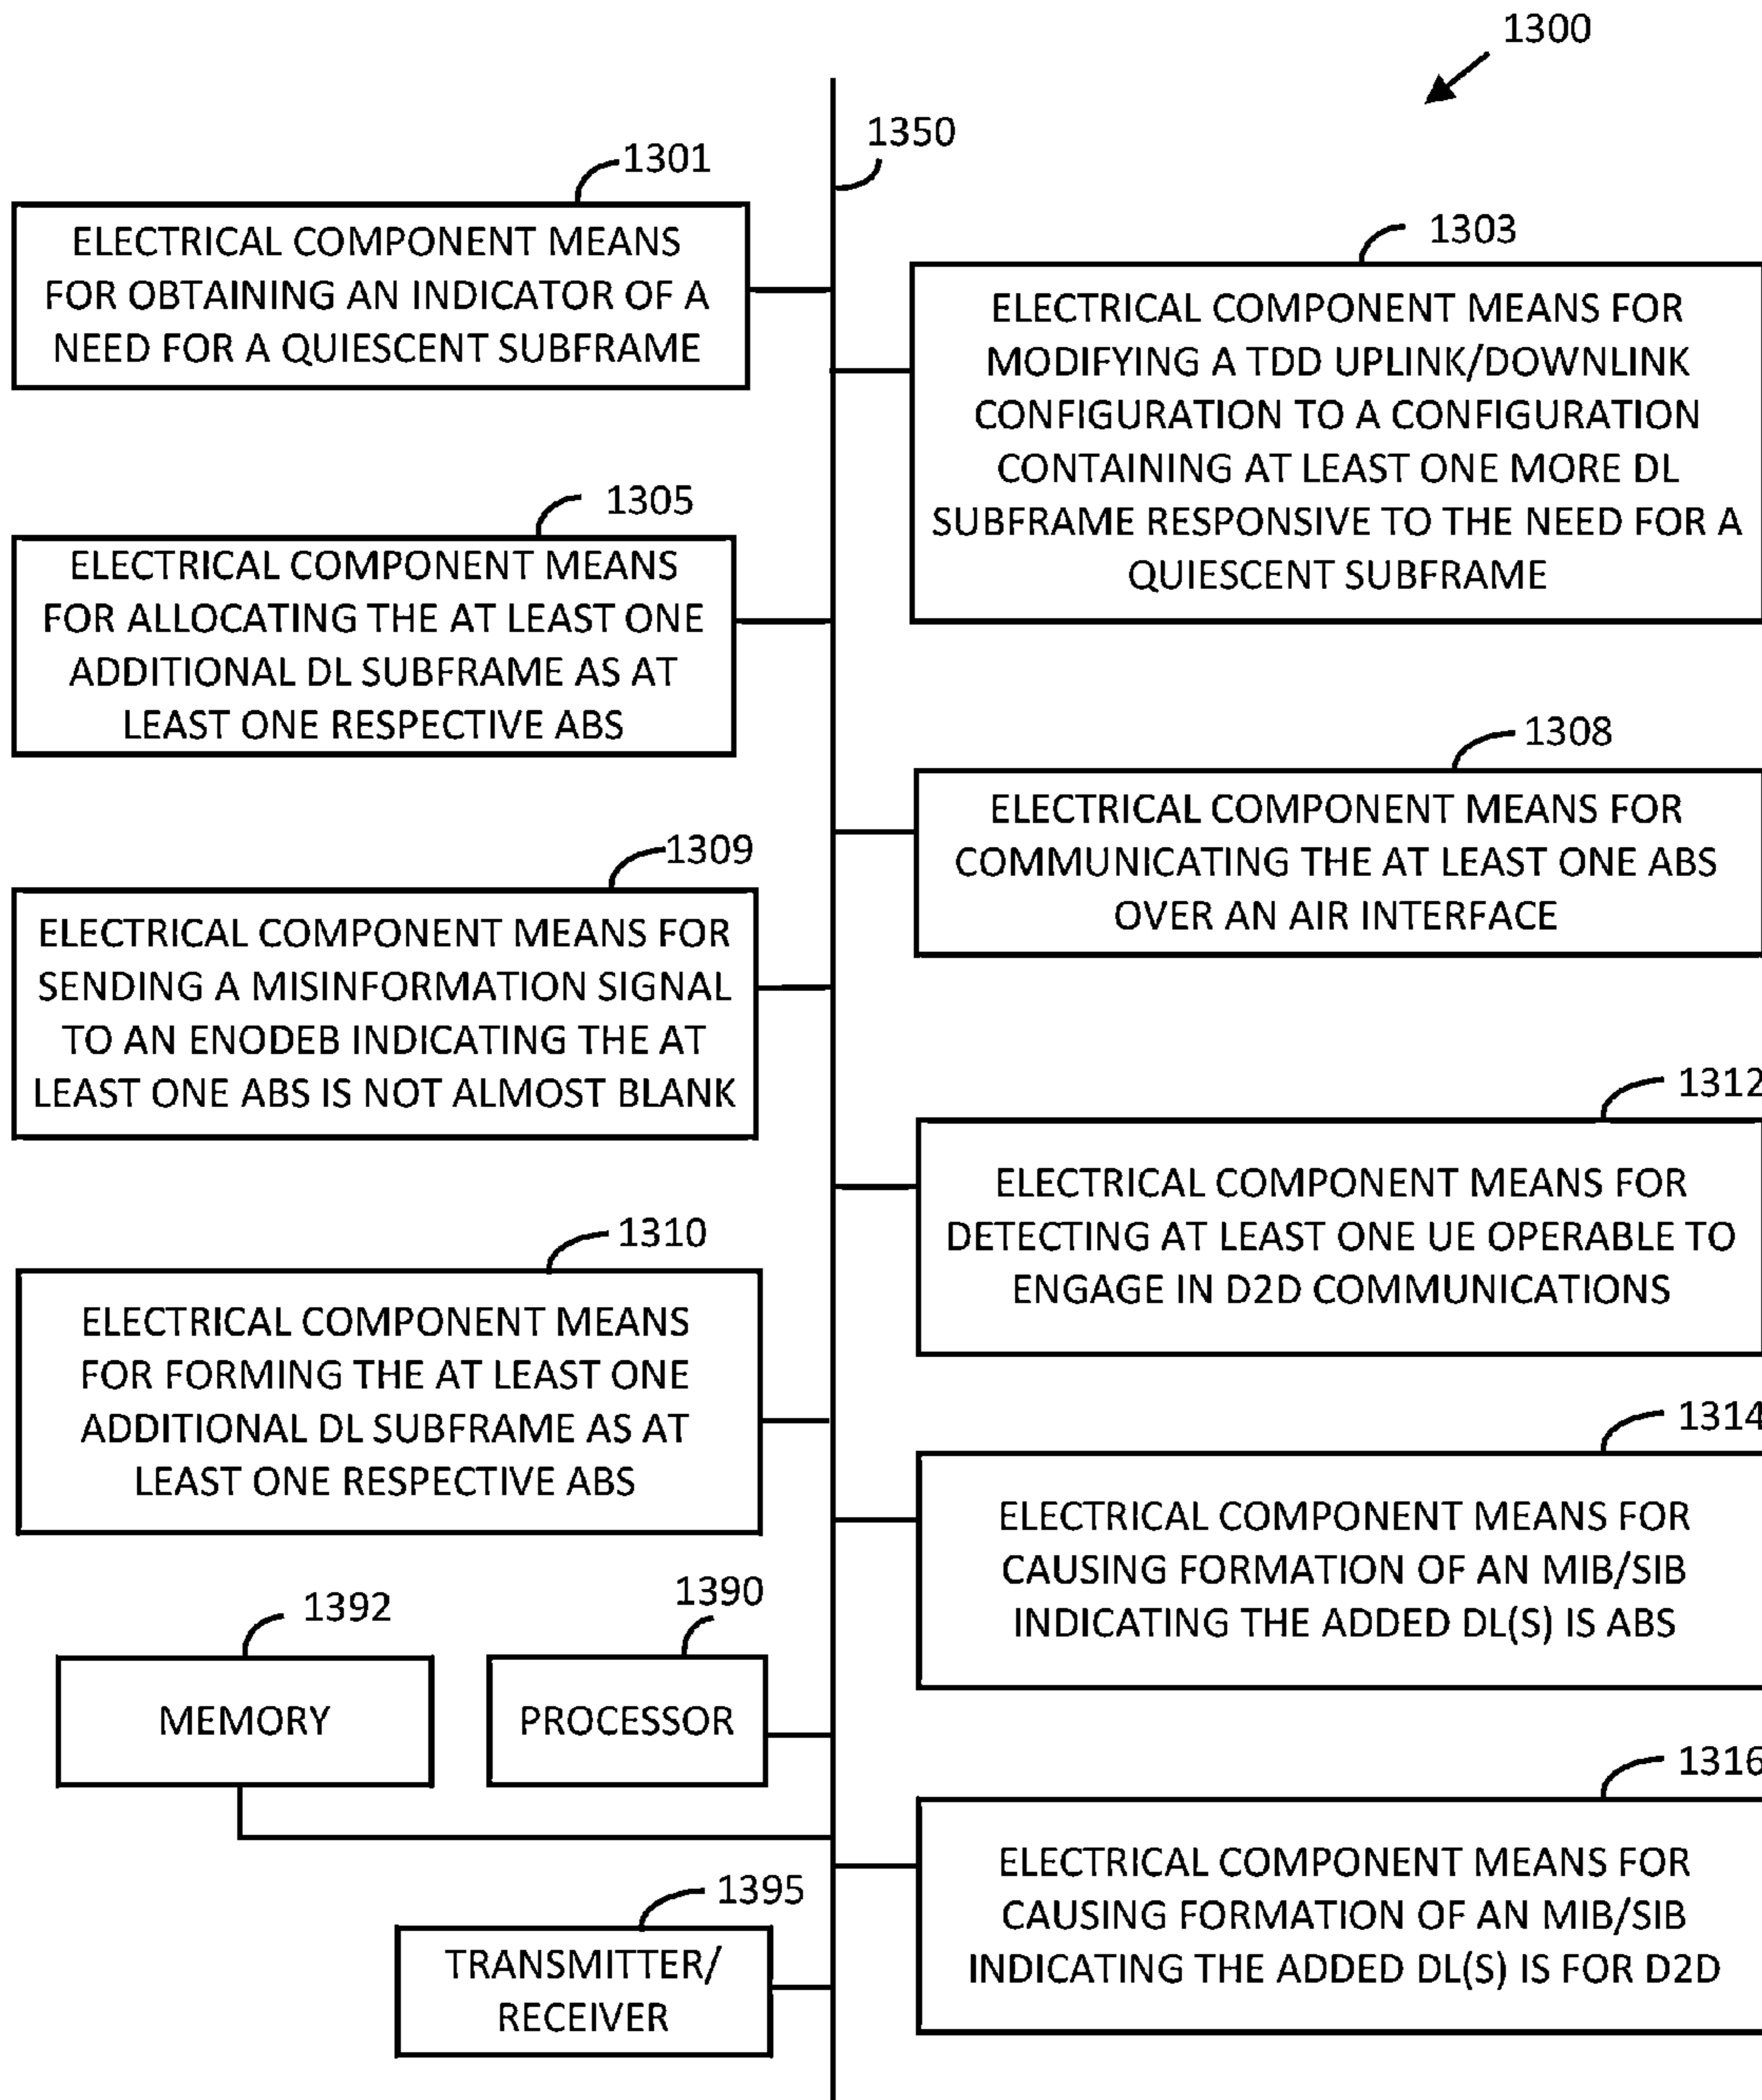 1300
1350
1301
ELECTRICAL COMPONENT MEANS
FOR OBTAINING AN INDICATOR OF A
NEED FOR A QUIESCENT SUBFRAME
1303
ELECTRICAL COMPONENT MEANS FOR
MODIFYING A TDD UPLINK/DOWNLINK
CONFIGURATION TO A CONFIGURATION
CONTAINING AT LEAST ONE MORE DL
SUBFRAME RESPONSIVE TO THE NEED FOR A
QUIESCENT SUBFRAME
1305
ELECTRICAL COMPONENT MEANS
FOR ALLOCATING THE AT LEAST ONE
ADDITIONAL DL SUBFRAME AS AT
LEAST ONE RESPECTIVE ABS
1308
ELECTRICAL COMPONENT MEANS FOR
COMMUNICATING THE AT LEAST ONE ABS
OVER AN AIR INTERFACE
1309
ELECTRICAL COMPONENT MEANS FOR
SENDING A MISINFORMATION SIGNAL
TO AN ENODEB INDICATING THE AT
LEAST ONE ABS IS NOT ALMOST BLANK
1312
ELECTRICAL COMPONENT MEANS FOR
DETECTING AT LEAST ONE UE OPERABLE TO
ENGAGE IN D2D COMMUNICATIONS
1310
ELECTRICAL COMPONENT MEANS
FOR FORMING THE AT LEAST ONE
ADDITIONAL DL SUBFRAME AS AT
LEAST ONE RESPECTIVE ABS
1314
ELECTRICAL COMPONENT MEANS FOR
CAUSING FORMATION OF AN MIB/SIB
INDICATING THE ADDED DL(S) IS ABS
1392
MEMORY
1390
PROCESSOR
1316
ELECTRICAL COMPONENT MEANS FOR
CAUSING FORMATION OF AN MIB/SIB
INDICATING THE ADDED DL(S) IS FOR D2D
1395
TRANSMITTER/
RECEIVER